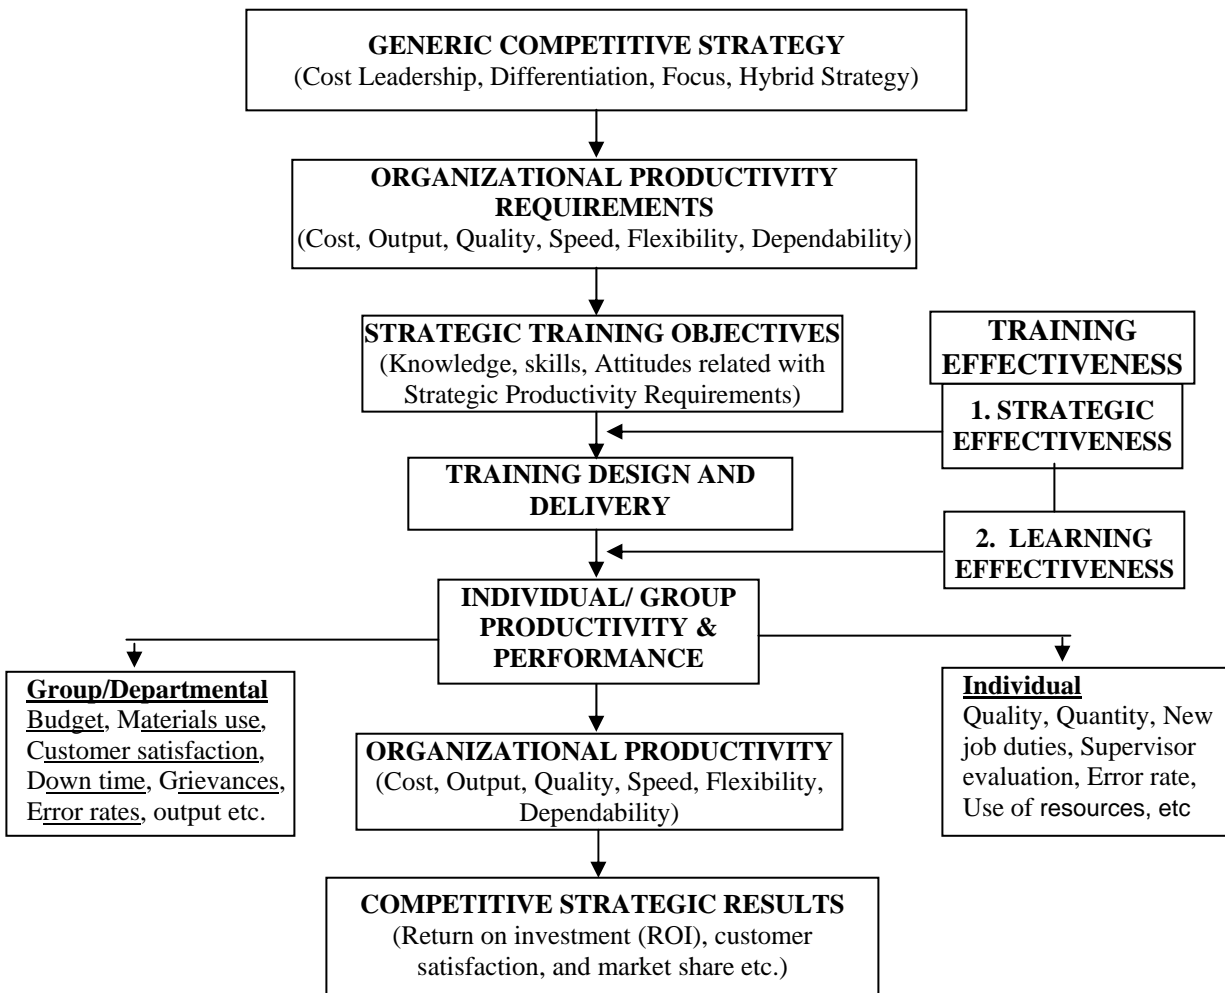 GENERIC COMPETITIVE STRATEGY
(Cost Leadership, Differentiation, Focus, Hybrid Strategy)
ORGANIZATIONAL PRODUCTIVITY
REQUIREMENTS
(Cost, Output, Quality, Speed, Flexibility, Dependability)
STRATEGIC TRAINING OBJECTIVES
(Knowledge, skills, Attitudes related with
Strategic Productivity Requirements)
TRAINING
EFFECTIVENESS
1. STRATEGIC
EFFECTIVENESS
TRAINING DESIGN AND
DELIVERY
2. LEARNING
EFFECTIVENESS
INDIVIDUAL/ GROUP
PRODUCTIVITY &
PERFORMANCE
Group/Departmental
Budget, Materials use,
Customer satisfaction,
Down time, Grievances,
Error rates, output etc.
Individual
Quality, Quantity, New
job duties, Supervisor
evaluation, Error rate,
Use of resources, etc
ORGANIZATIONAL PRODUCTIVITY
(Cost, Output, Quality, Speed, Flexibility,
Dependability)
COMPETITIVE STRATEGIC RESULTS
(Return on investment (ROI), customer
satisfaction, and market share etc.)